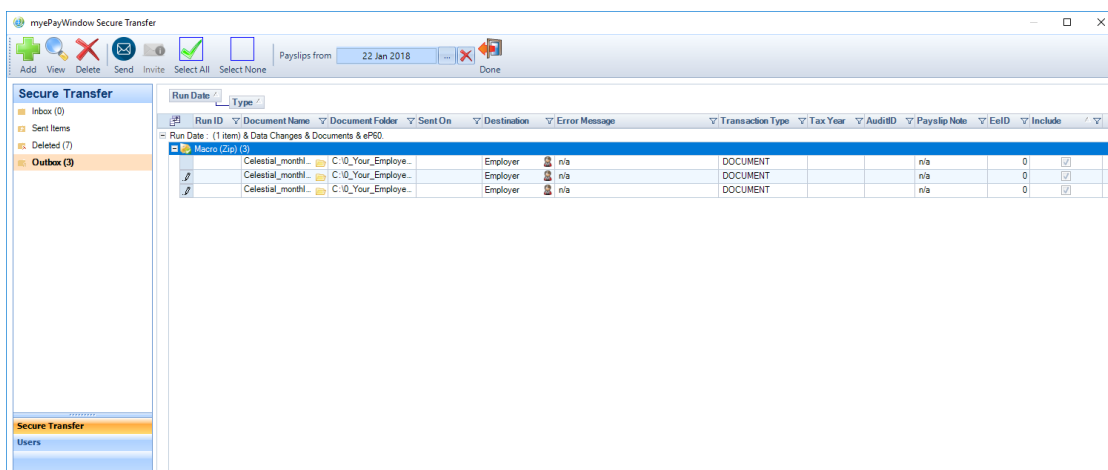 myePayWindow Secure Transfer
Add View Delete Send Invite Select All Select None Payslips from 22 Jan 2018 ... Done
Secure Transfer
Inbox (0)
Sent Items
Deleted (7)
Outbox (3)
Secure Transfer
Users
Run Date
Type
Run ID Document Name Document Folder Sent On Destination Error Message Transaction Type Tax Year AuditID Payslip Note EeID Include
Run Date : (1 item) & Data Changes & Documents & eP60.
Macro (Zip) (3)
Celestial_monthl... C:\0_Your_Employe... Employer n/a DOCUMENT n/a 0
Celestial_monthl... C:\0_Your_Employe... Employer n/a DOCUMENT n/a 0
Celestial_monthl... C:\0_Your_Employe... Employer n/a DOCUMENT n/a 0